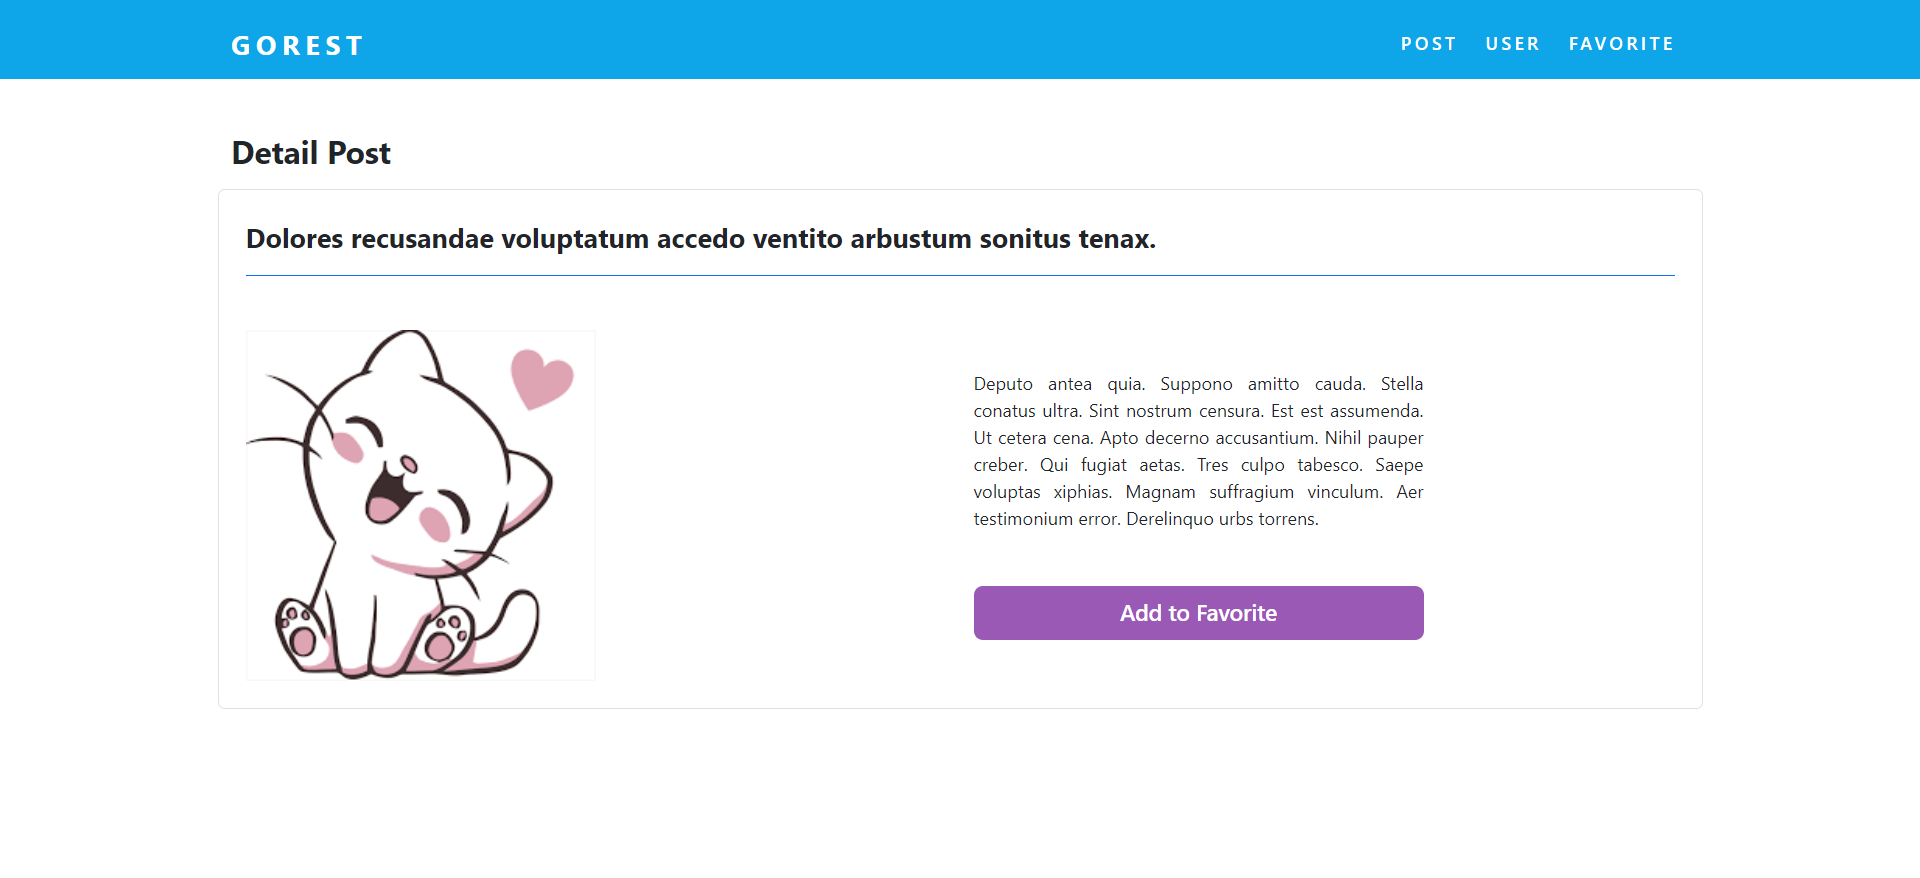 GOREST
POST USER FAVORITE
Detail Post
Dolores recusandae voluptatum accedo ventito arbustum sonitus tenax.
Deputo antea quia. Suppono amitto cauda. Stella
conatus ultra. Sint nostrum censura. Est est assumenda.
Ut cetera cena. Apto decerno accusantium. Nihil pauper
creber. Qui fugiat aetas. Tres culpo tabesco. Saepe
voluptas xiphias. Magnam suffragium vinculum. Aer
testimonium error. Derelinquo urbs torrens.
Add to Favorite